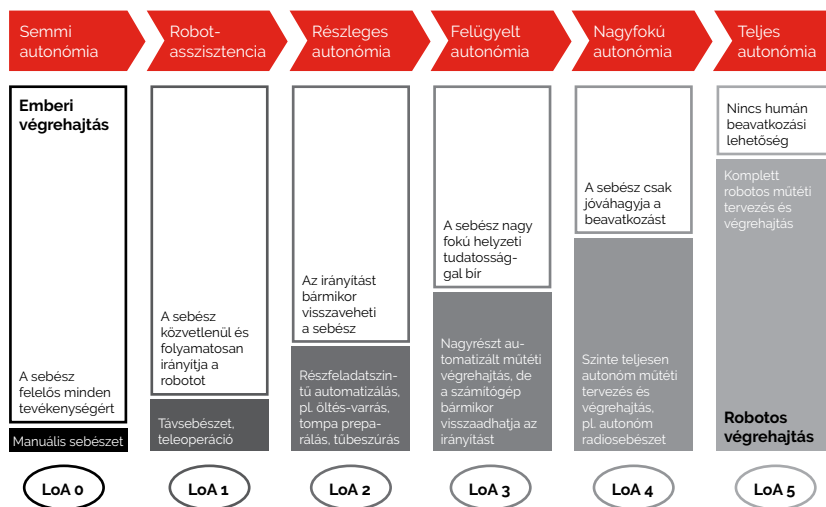 Semmi
autonómia
Robot-
asszisztencia
Részleges
autonómia
Felügyelt
autonómia
Nagyfokú
autonómia
Teljes
autonómia
Emberi
végrehajtás
A sebész
felelős minden
tevékenységért
Manuális sebészet
A sebész
közvetlenül és
folyamatosan
irányítja a
robotot
Távsebészet,
teleoperáció
Az irányítást
bármikor
visszaveheti
a sebész
Részfeladatszin-
tű automatizálás,
pl. öltés-varrás,
tompa prepa-
rálás, tűbeszúrás
A sebész nagy
fokú helyzeti
tudatosság-
gal bír
Nagyrészt au-
tomatizált műtéti
végrehajtás, de
a számítógép
bármikor
visszaadhatja az
irányítást
A sebész csak
jóváhagyja a
beavatkozást
Szinte teljesen
autonóm műtéti
tervezés és
végrehajtás,
pl. autonóm
radiosebészet
Nincs humán
beavatkozási
lehetőség
Komplett
robotos műtéti
tervezés és
végrehajtás
Robotos
végrehajtás
LoA 0
LoA 1
LoA 2
LoA 3
LoA 4
LoA 5